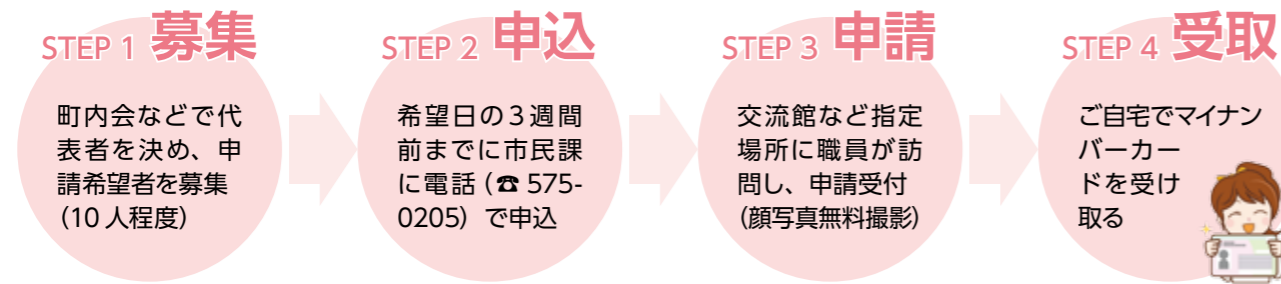 STEP 1 募集
町内会などで代
表者を決め、申
請希望者を募集
(10 人程度)
STEP 2 申込
希望日の3週間
前までに市民課
に電話(☎ 575-
0205)で申込
STEP 3 申請
交流館など指定
場所に職員が訪
問し、申請受付
(顔写真無料撮影)
STEP 4 受取
ご自宅でマイナン
バーカー
ドを受け
取る